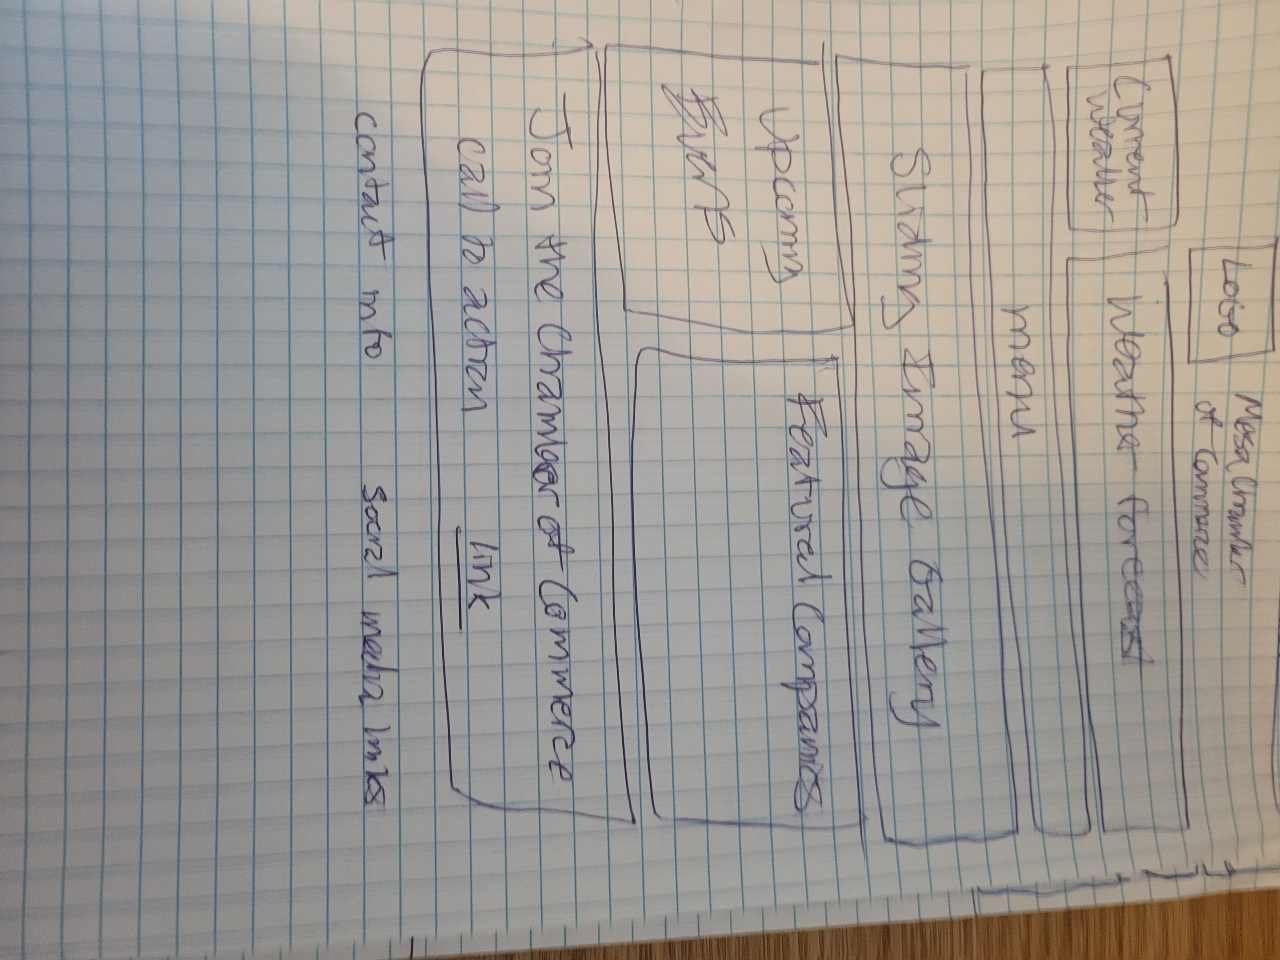 Logo
Mesa Chamber
of Commerce
Current
Weather
Weather forecast
menu
Sliding Image Gallery
Upcoming
Events
Featured Companies
Join the Chamber of Commerce
call to action link
contact info social media links